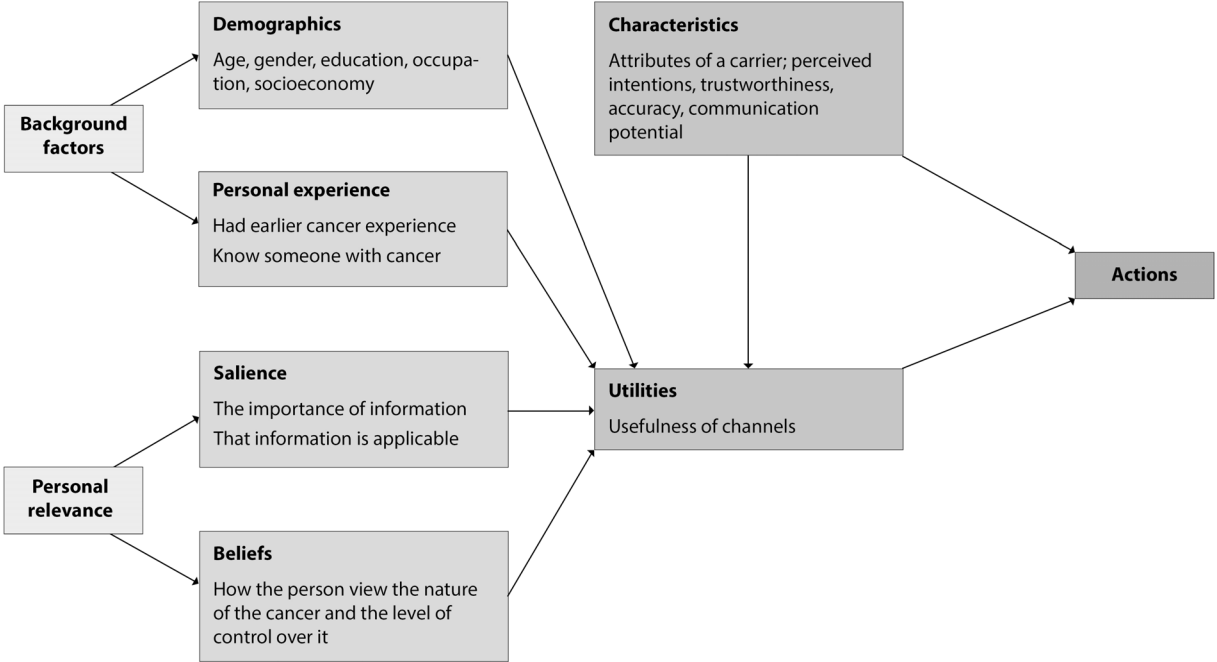 Demographics
Age, gender, education, occupa-
tion, socioeconomy
Characteristics
Attributes of a carrier; perceived
intentions, trustworthiness,
accuracy, communication
potential
Background
factors
Personal experience
Had earlier cancer experience
Know someone with cancer
Actions
Salience
The importance of information
That information is applicable
Utilities
Usefulness of channels
Personal
relevance
Beliefs
How the person view the nature
of the cancer and the level of
control over it